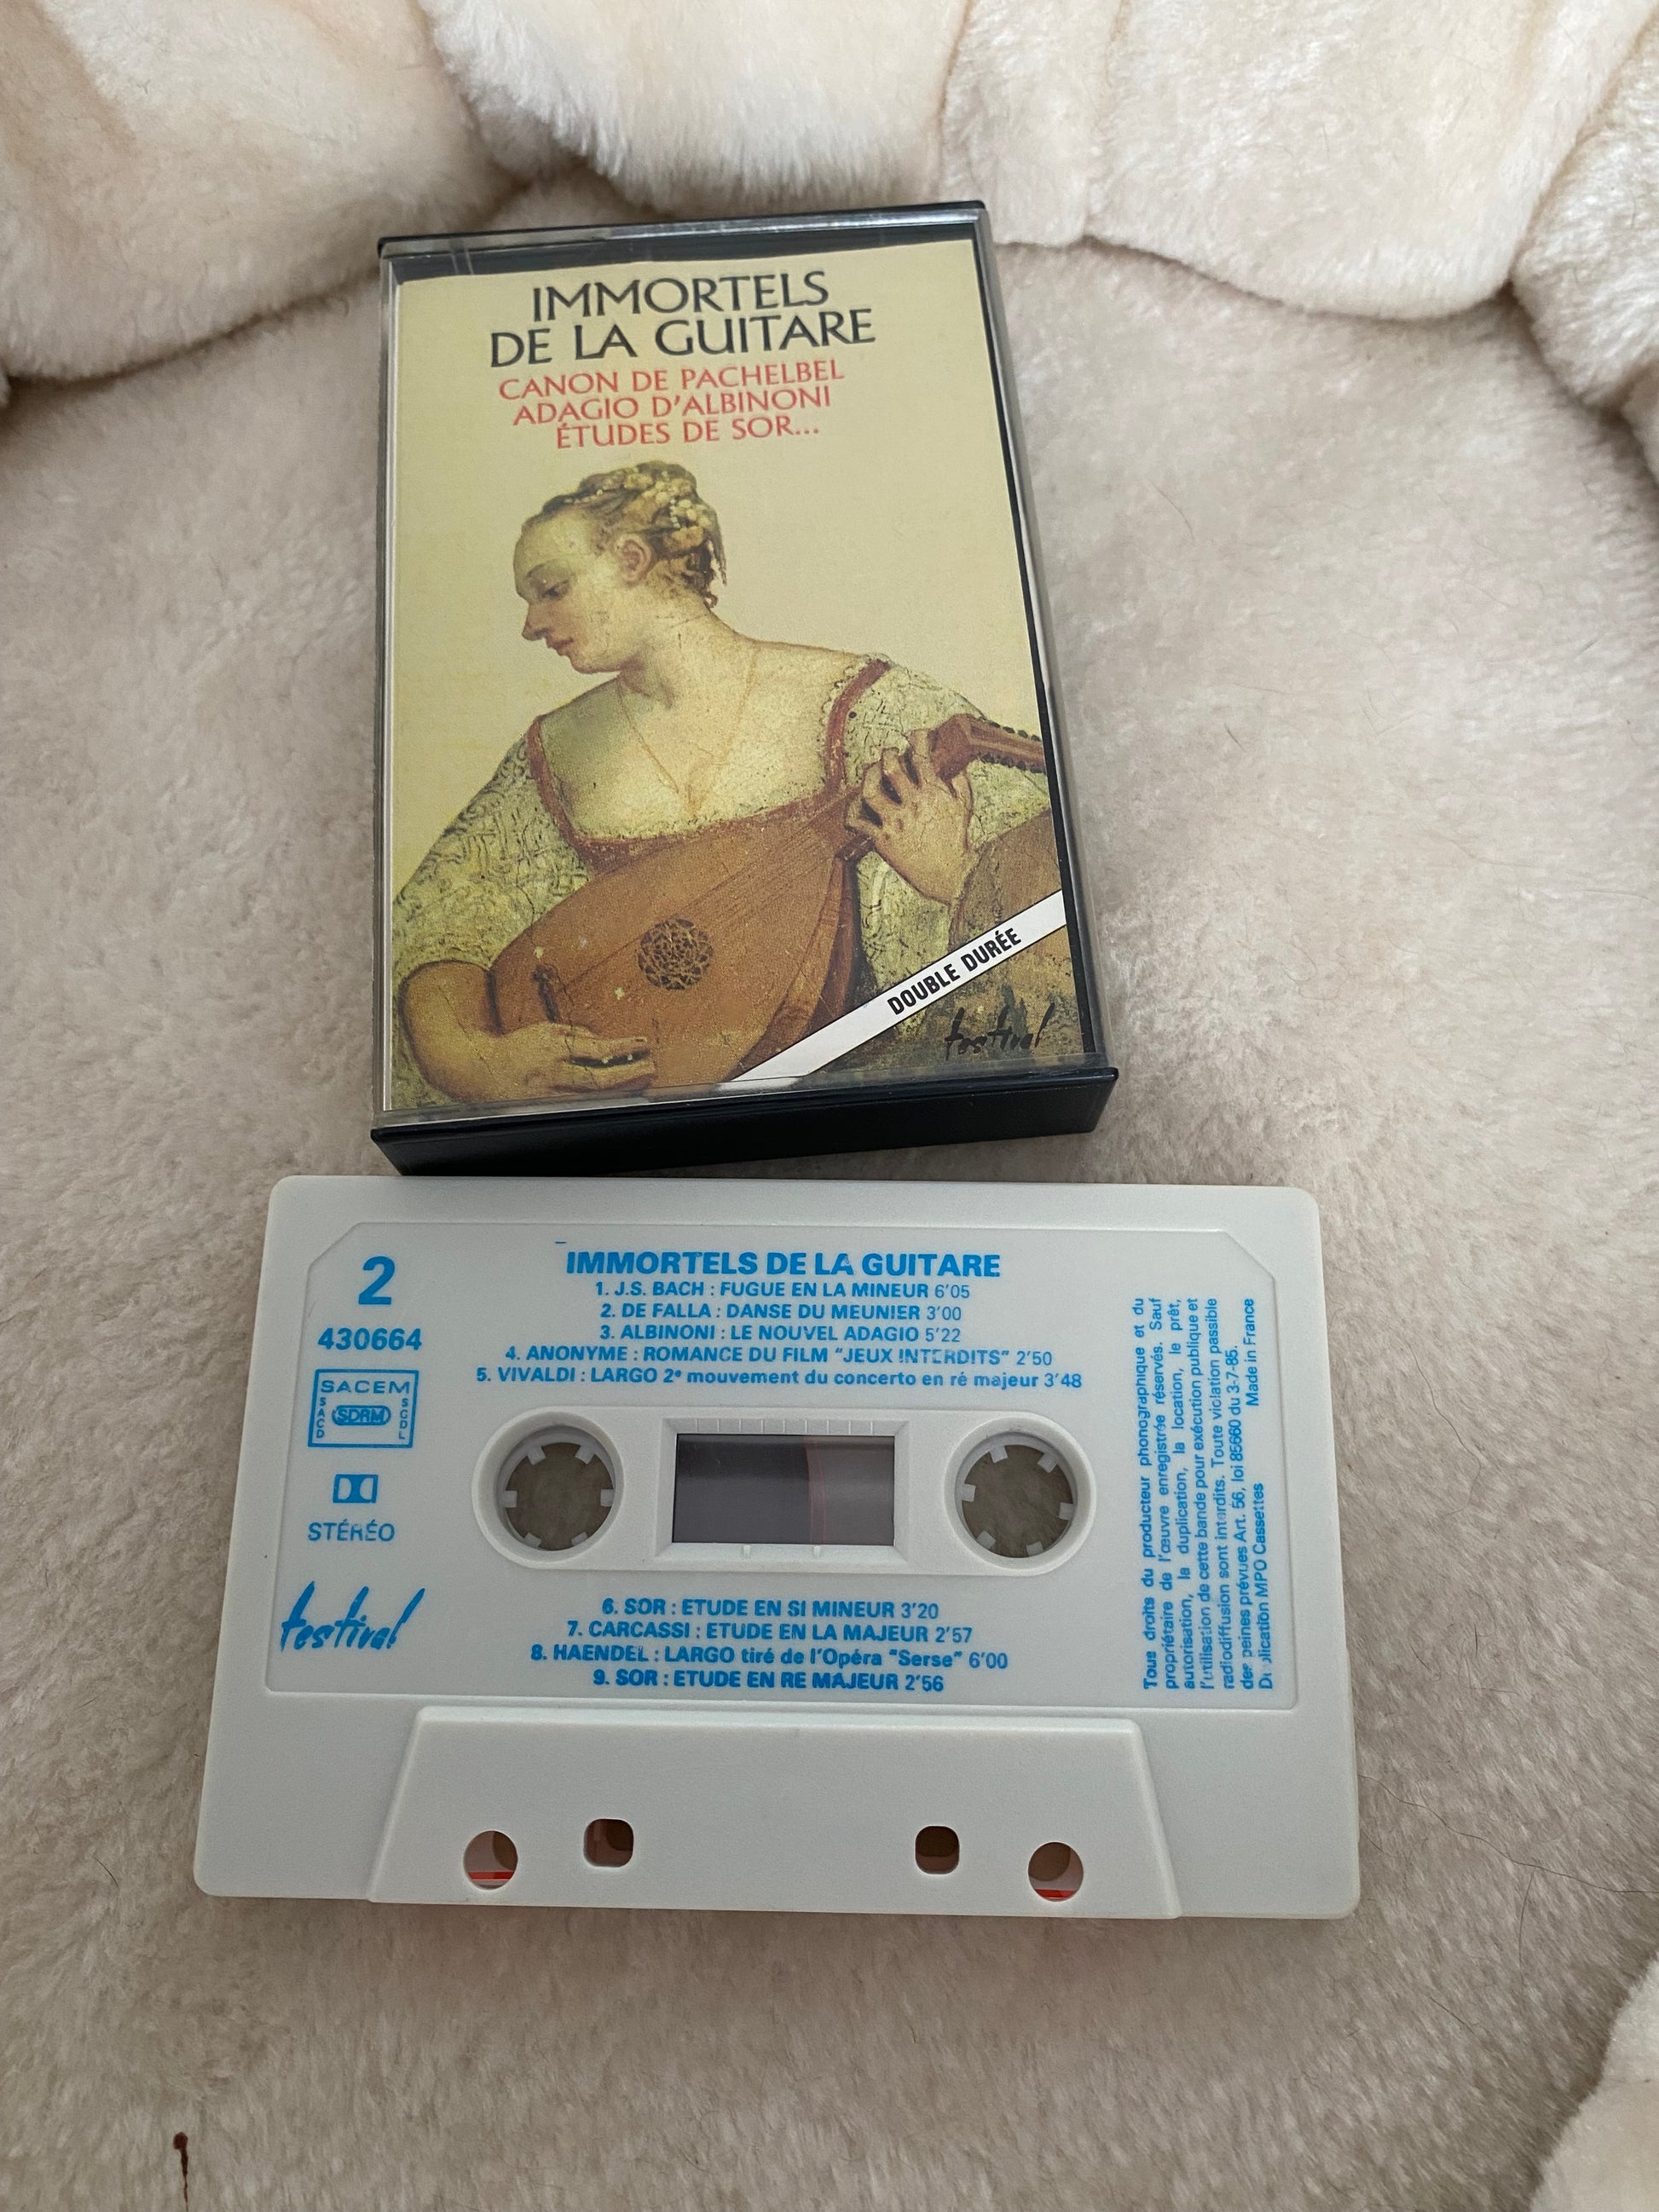 IMMORTELS
DE LA GUITARE
CANON DE PACHELBEL
ADAGIO D'ALBINONI
ÉTUDES DE SOR...
DOUBLE DURÉE
festival
2
430664
SACEM
SACD
SDRM
SGDL
STÉRÉO
festival
IMMORTELS DE LA GUITARE
1. J.S. BACH : FUGUE EN LA MINEUR 6'05
2. DE FALLA : DANSE DU MEUNIER 3'00
3. ALBINONI : LE NOUVEL ADAGIO 5'22
4. ANONYME : ROMANCE DU FILM "JEUX INTERDITS" 2'50
5. VIVALDI : LARGO 2e mouvement du concerto en ré majeur 3'48
6. SOR : ETUDE EN SI MINEUR 3'20
7. CARCASSI : ETUDE EN LA MAJEUR 2'57
8. HAENDEL : LARGO tiré de l'Opéra "Serse" 6'00
9. SOR : ETUDE EN RE MAJEUR 2'56
Tous droits du producteur phonographique et du
propriétaire de l'œuvre enregistrée réservés. Sauf
autorisation, la duplication, la location, le prêt,
l'utilisation de cette bande pour exécution publique et
radiodiffusion sont interdits. Toute violation passible
des peines prévues Art. 56, loi 85660 du 3-7-85.
Duplication MPO Cassettes Made in France